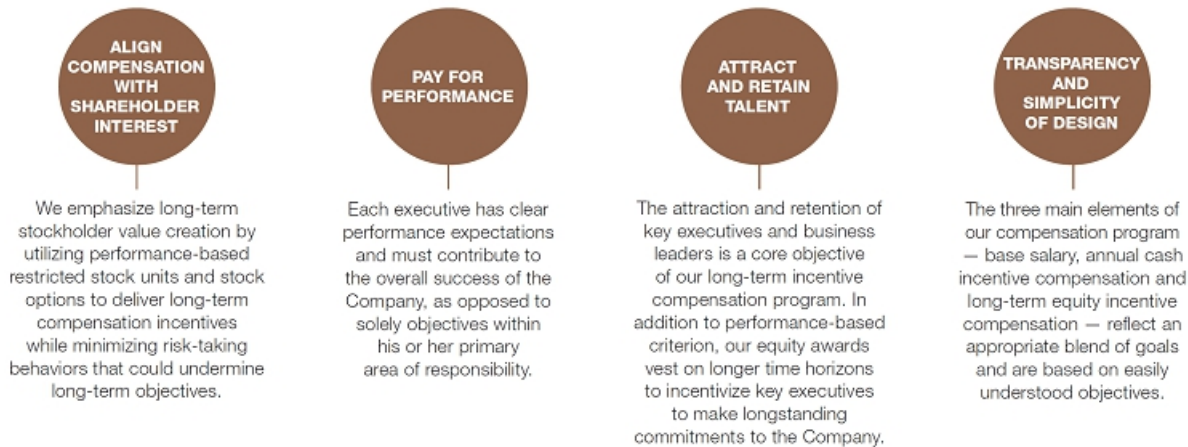 ALIGN
COMPENSATION
WITH
SHAREHOLDER
INTEREST
We emphasize long-term
stockholder value creation by
utilizing performance-based
restricted stock units and stock
options to deliver long-term
compensation incentives
while minimizing risk-taking
behaviors that could undermine
long-term objectives.
PAY FOR
PERFORMANCE
Each executive has clear
performance expectations
and must contribute to
the overall success of the
Company, as opposed to
solely objectives within
his or her primary
area of responsibility.
ATTRACT
AND RETAIN
TALENT
The attraction and retention of
key executives and business
leaders is a core objective
of our long-term incentive
compensation program. In
addition to performance-based
criterion, our equity awards
vest on longer time horizons
to incentivize key executives
to make longstanding
commitments to the Company.
TRANSPARENCY
AND
SIMPLICITY
OF DESIGN
The three main elements of
our compensation program
— base salary, annual cash
incentive compensation and
long-term equity incentive
compensation — reflect an
appropriate blend of goals
and are based on easily
understood objectives.